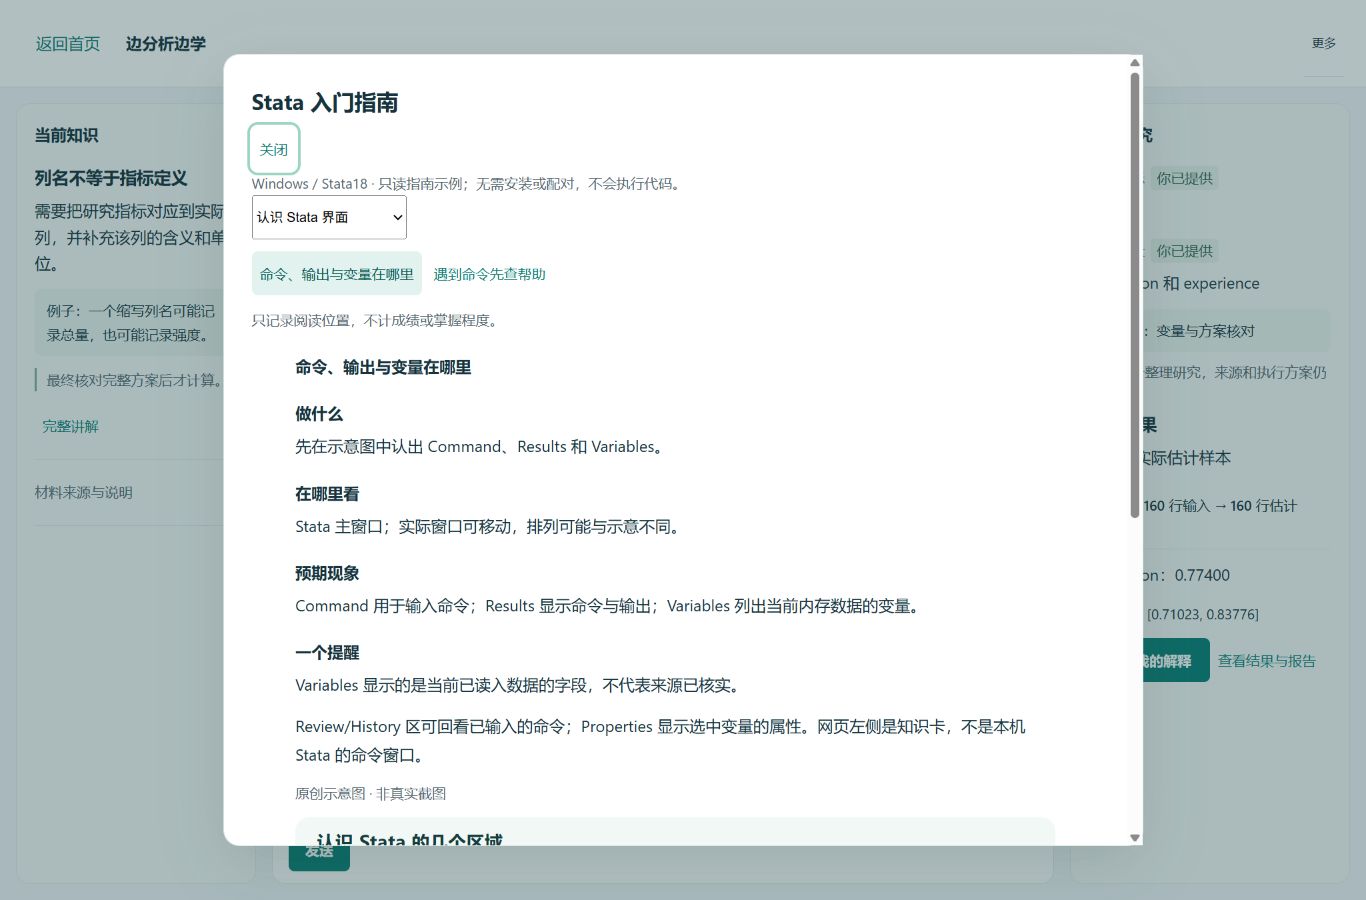 返回首页 边分析边学 更多
当前知识
列名不等于指标定义
需要把研究指标对应到实际
列，并补充该列的含义和单
位。
例子：一个缩写列名可能记
录总量，也可能记录强度。
最终核对完整方案后才计算。
完整讲解
材料来源与说明
Stata 入门指南
关闭
Windows / Stata18 · 只读指南示例；无需安装或配对，不会执行代码。
认识 Stata 界面
命令、输出与变量在哪里 遇到命令先查帮助
只记录阅读位置，不计成绩或掌握程度。
命令、输出与变量在哪里
做什么
先在示意图中认出 Command、Results 和 Variables。
在哪里看
Stata 主窗口；实际窗口可移动，排列可能与示意不同。
预期现象
Command 用于输入命令；Results 显示命令与输出；Variables 列出当前内存数据的变量。
一个提醒
Variables 显示的是当前已读入数据的字段，不代表来源已核实。
Review/History 区可回看已输入的命令；Properties 显示选中变量的属性。网页左侧是知识卡，不是本机
Stata 的命令窗口。
原创示意图 · 非真实截图
认识 Stata 的几个区域
发送
究
你已提供
你已提供
on 和 experience
：变量与方案核对
整理研究，来源和执行方案仍
果
实际估计样本
160 行输入 → 160 行估计
on：0.77400
[0.71023, 0.83776]
我的解释 查看结果与报告